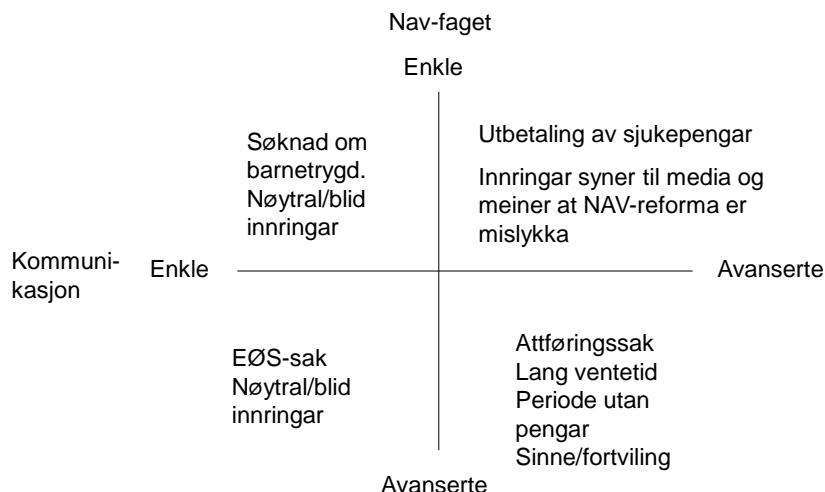 Nav-faget
Enkle
Søknad om
barnetrygd.
Nøytral/blid
innringar
Utbetaling av sjukepengar
Innringar syner til media og
meiner at NAV-reforma er
mislykka
Kommuni-
kasjon
Enkle
Avanserte
EØS-sak
Nøytral/blid
innringar
Attføringssak
Lang ventetid
Periode utan
pengar
Sinne/fortviling
Avanserte